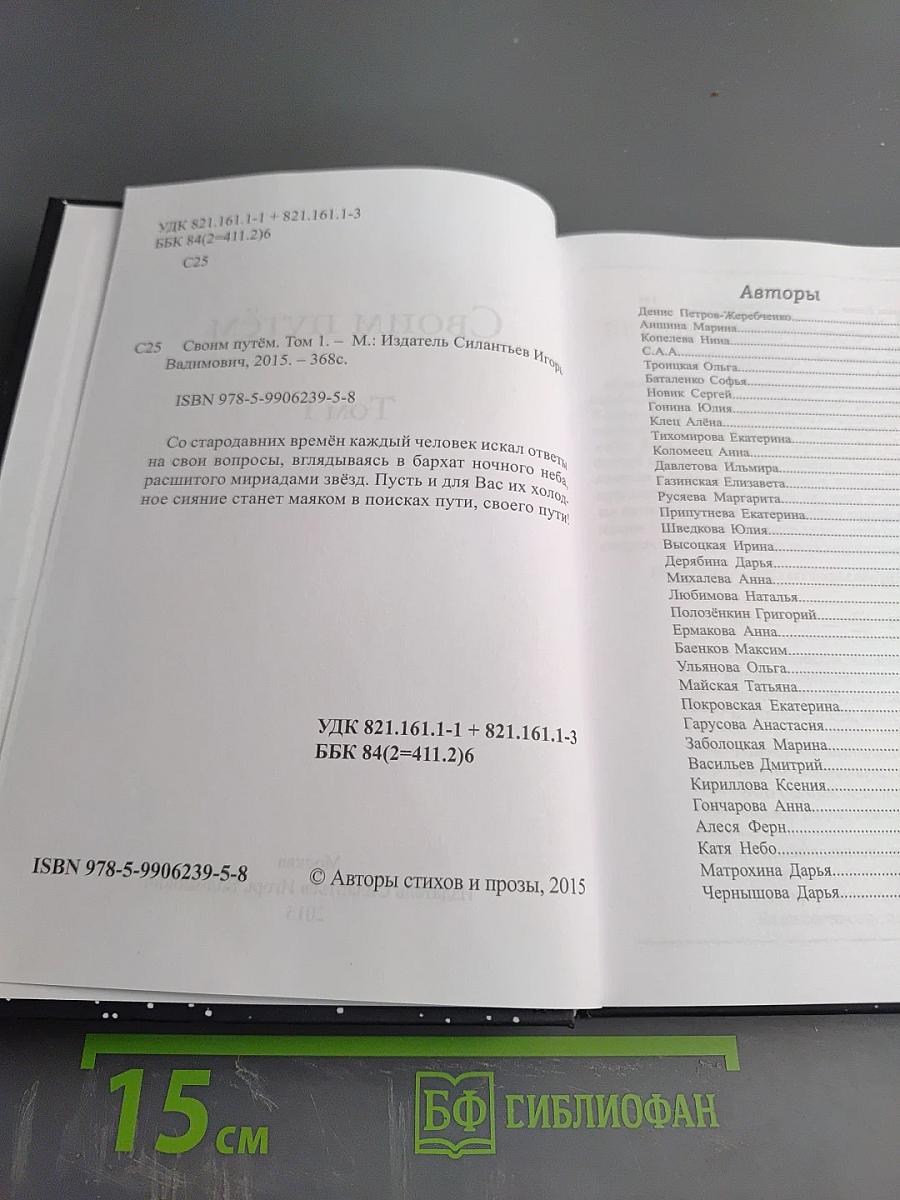 УДК 821.161.1-1 + 821.161.1-3
ББК 84(2=411.2)6
С25
С25 Своим путём. Том 1. – М.: Издатель Силантьев Игорь
Вадимович, 2015. – 368с.
ISBN 978-5-9906239-5-8
Со стародавних времён каждый человек искал ответы
на свои вопросы, вглядываясь в бархат ночного неба,
расшитого мириадами звёзд. Пусть и для Вас их холод-
ное сияние станет маяком в поисках пути, своего пути!
УДК 821.161.1-1 + 821.161.1-3
ББК 84(2=411.2)6
ISBN 978-5-9906239-5-8
© Авторы стихов и прозы, 2015
Авторы
Денис Петров-Жеребченко
Аншина Марина
Копелева Нина
С.А.А
Троицкая Ольга
Баталенко Софья
Новик Сергей
Гонина Юлия
Клец Алёна
Тихомирова Екатерина
Коломеец Анна
Давлетова Ильмира
Газинская Елизавета
Русяева Маргарита
Припутнева Екатерина
Шведкова Юлия
Высоцкая Ирина
Дерябина Дарья
Михалева Анна
Любимова Наталья
Полозёнкин Григорий
Ермакова Анна
Баенков Максим
Ульянова Ольга
Майская Татьяна
Покровская Екатерина
Гарусова Анастасия
Заболоцкая Марина
Васильев Дмитрий
Кириллова Ксения
Гончарова Анна
Алеся Ферн
Катя Небо
Матрохина Дарья
Чернышова Дарья
15 см
БФ БИБЛИОФАН